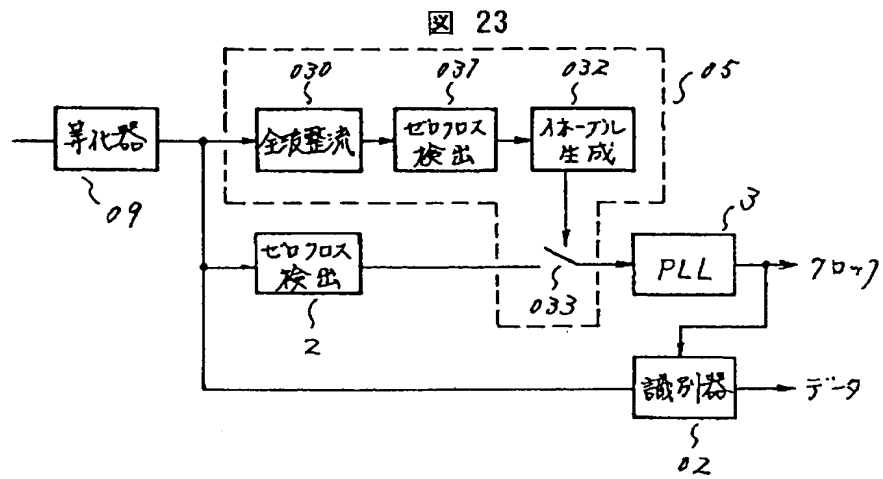 図 23
030
031
032
05
等化器
全波整流
ゼロクロス
検出
イネーブル
生成
09
3
ゼロクロス
検出
033
PLL
クロック
2
識別器
データ
02